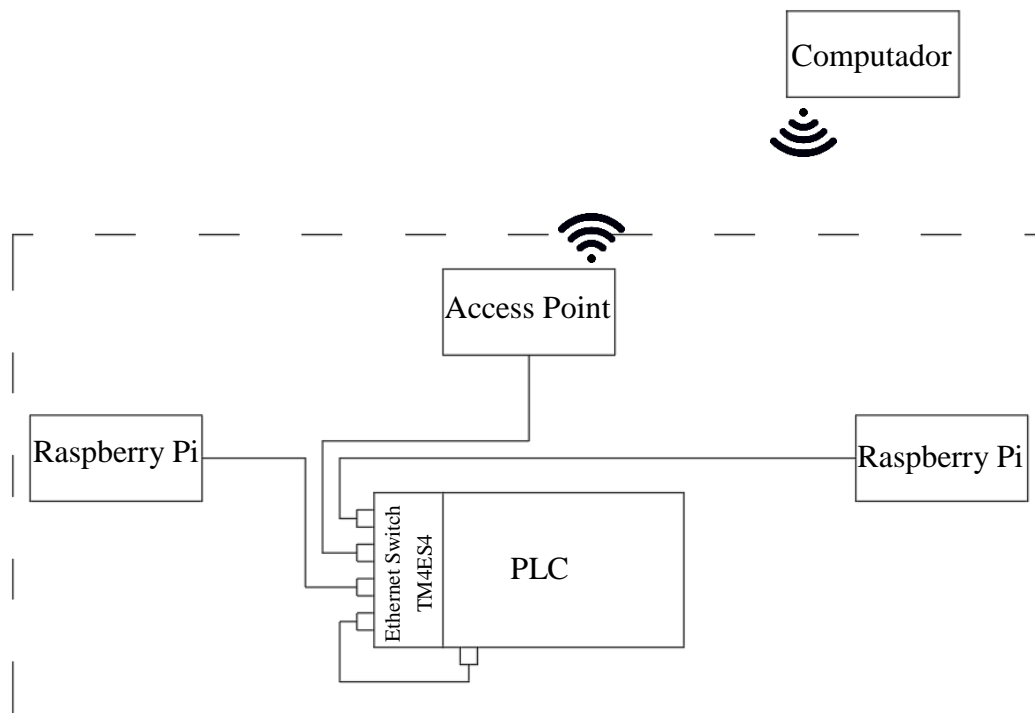 Computador
Access Point
Raspberry Pi
Raspberry Pi
Ethernet Switch
TM4ES4
PLC